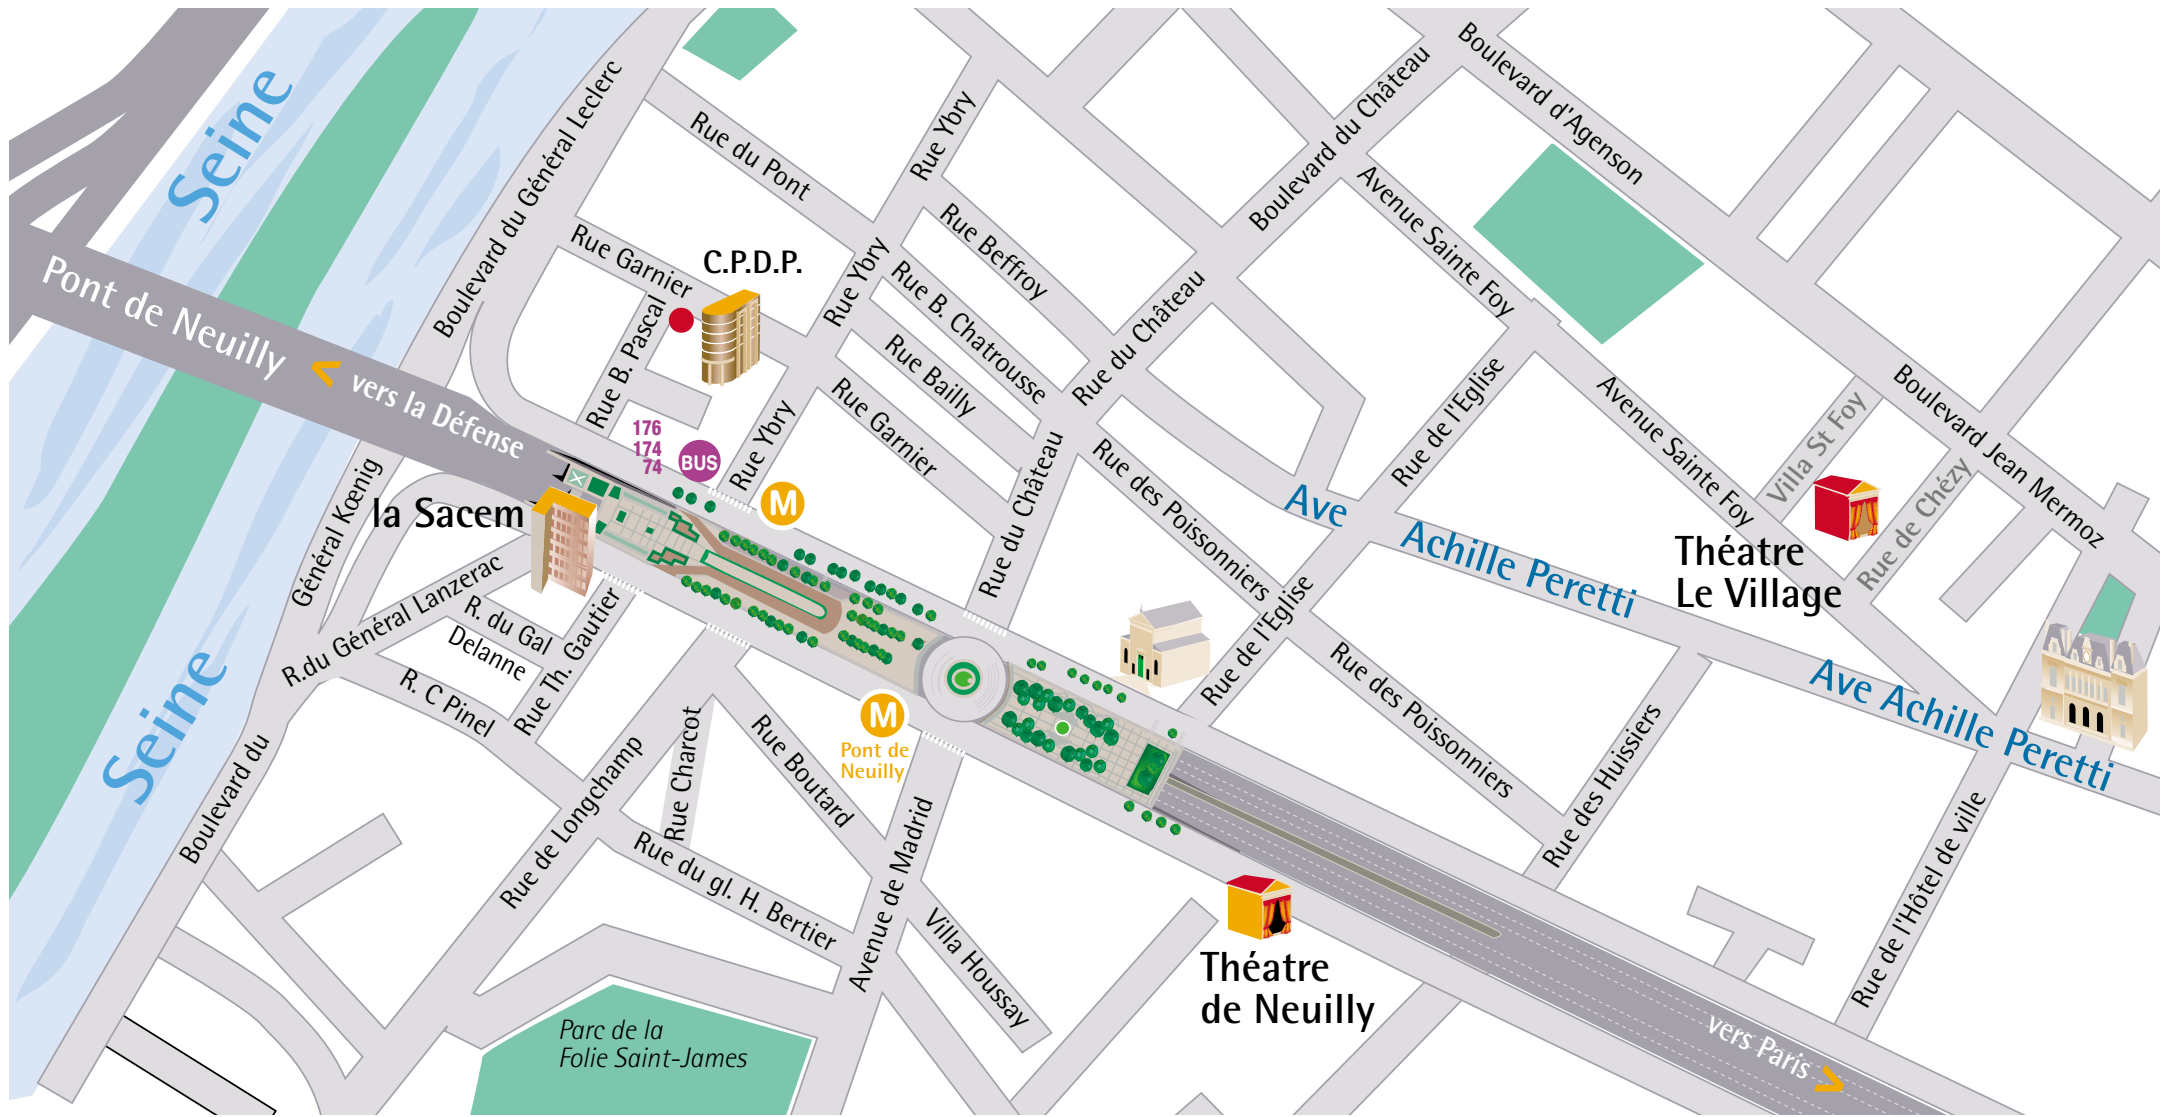 Seine
Boulevard du Général Leclerc
Rue du Pont
Rue Ybry
Boulevard du Château
Boulevard d'Agenson
Avenue Sainte Foy
Rue Garnier
C.P.D.P.
Rue Ybry
Rue Beffroy
Rue B. Chatrousse
Rue du Château
Pont de Neuilly
<
vers la Défense
Rue B. Pascal
Rue Bailly
Rue Garnier
Rue de l'Eglise
Avenue Sainte Foy
Villa St Foy
Boulevard Jean Mermoz
176
174
74
BUS
Rue Ybry
M
Rue du Château
Rue des Poissonniers
Ave
Achille Peretti
Théatre
Le Village
Rue de Chézy
la Sacem
Général Kœnig
R.du Général Lanzerac
R. du Gal
Delanne
Rue Th. Gautier
R. C Pinel
Rue de l'Eglise
Rue des Poissonniers
Ave Achille Peretti
Seine
Boulevard du
Rue de Longchamp
Rue Charcot
Rue Boutard
M
Pont de
Neuilly
Rue des Huissiers
Rue de l'Hôtel de ville
Rue du gl. H. Bertier
Avenue de Madrid
Villa Houssay
Théatre
de Neuilly
Parc de la
Folie Saint-James
vers Paris
>